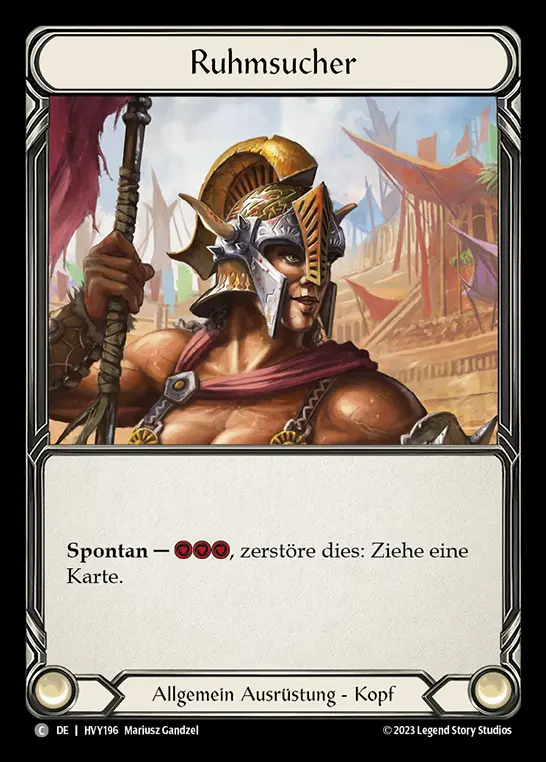 Ruhmsucher
Spontan — , zerstöre dies: Ziehe eine
Karte.
Allgemein Ausrüstung - Kopf
C DE | HVY196 Mariusz Gandzel
© 2023 Legend Story Studios